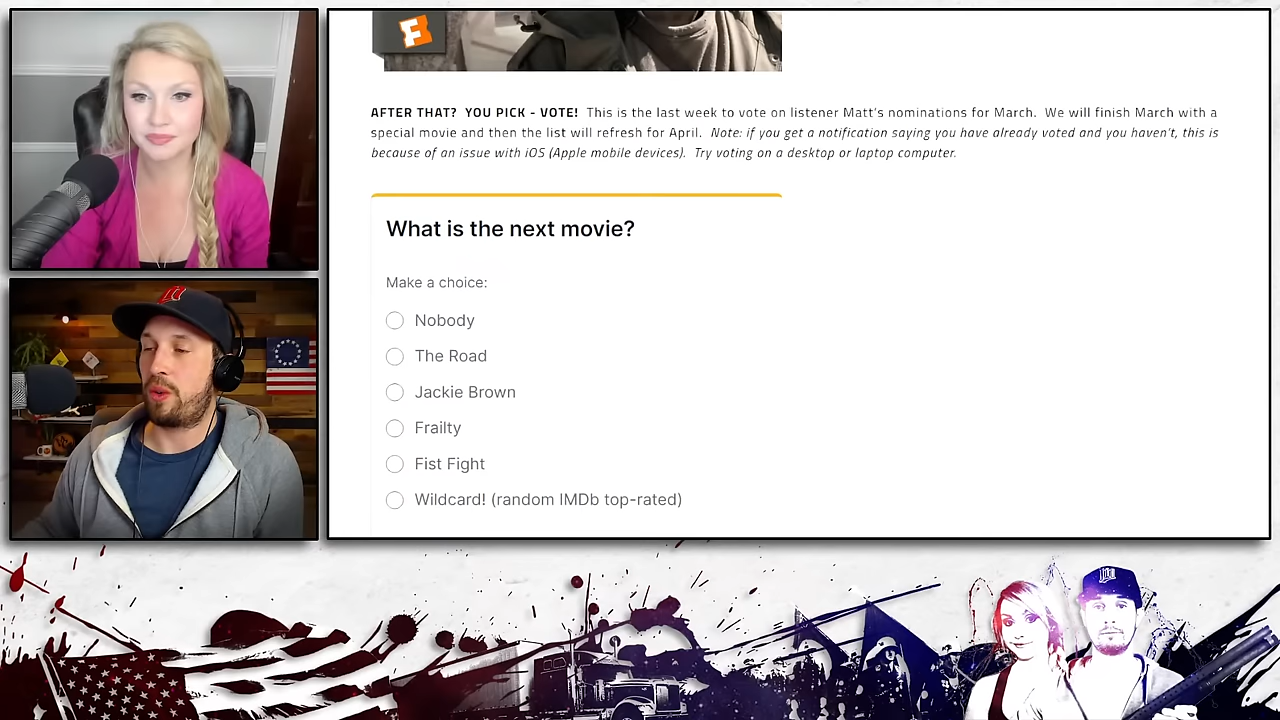 AFTER THAT? YOU PICK - VOTE! This is the last week to vote on listener Matt's nominations for March. We will finish March with a
special movie and then the list will refresh for April. Note: if you get a notification saying you have already voted and you haven't, this is
because of an issue with iOS (Apple mobile devices). Try voting on a desktop or laptop computer.
What is the next movie?
Make a choice:
Nobody
The Road
Jackie Brown
Frailty
Fist Fight
Wildcard! (random IMDb top-rated)